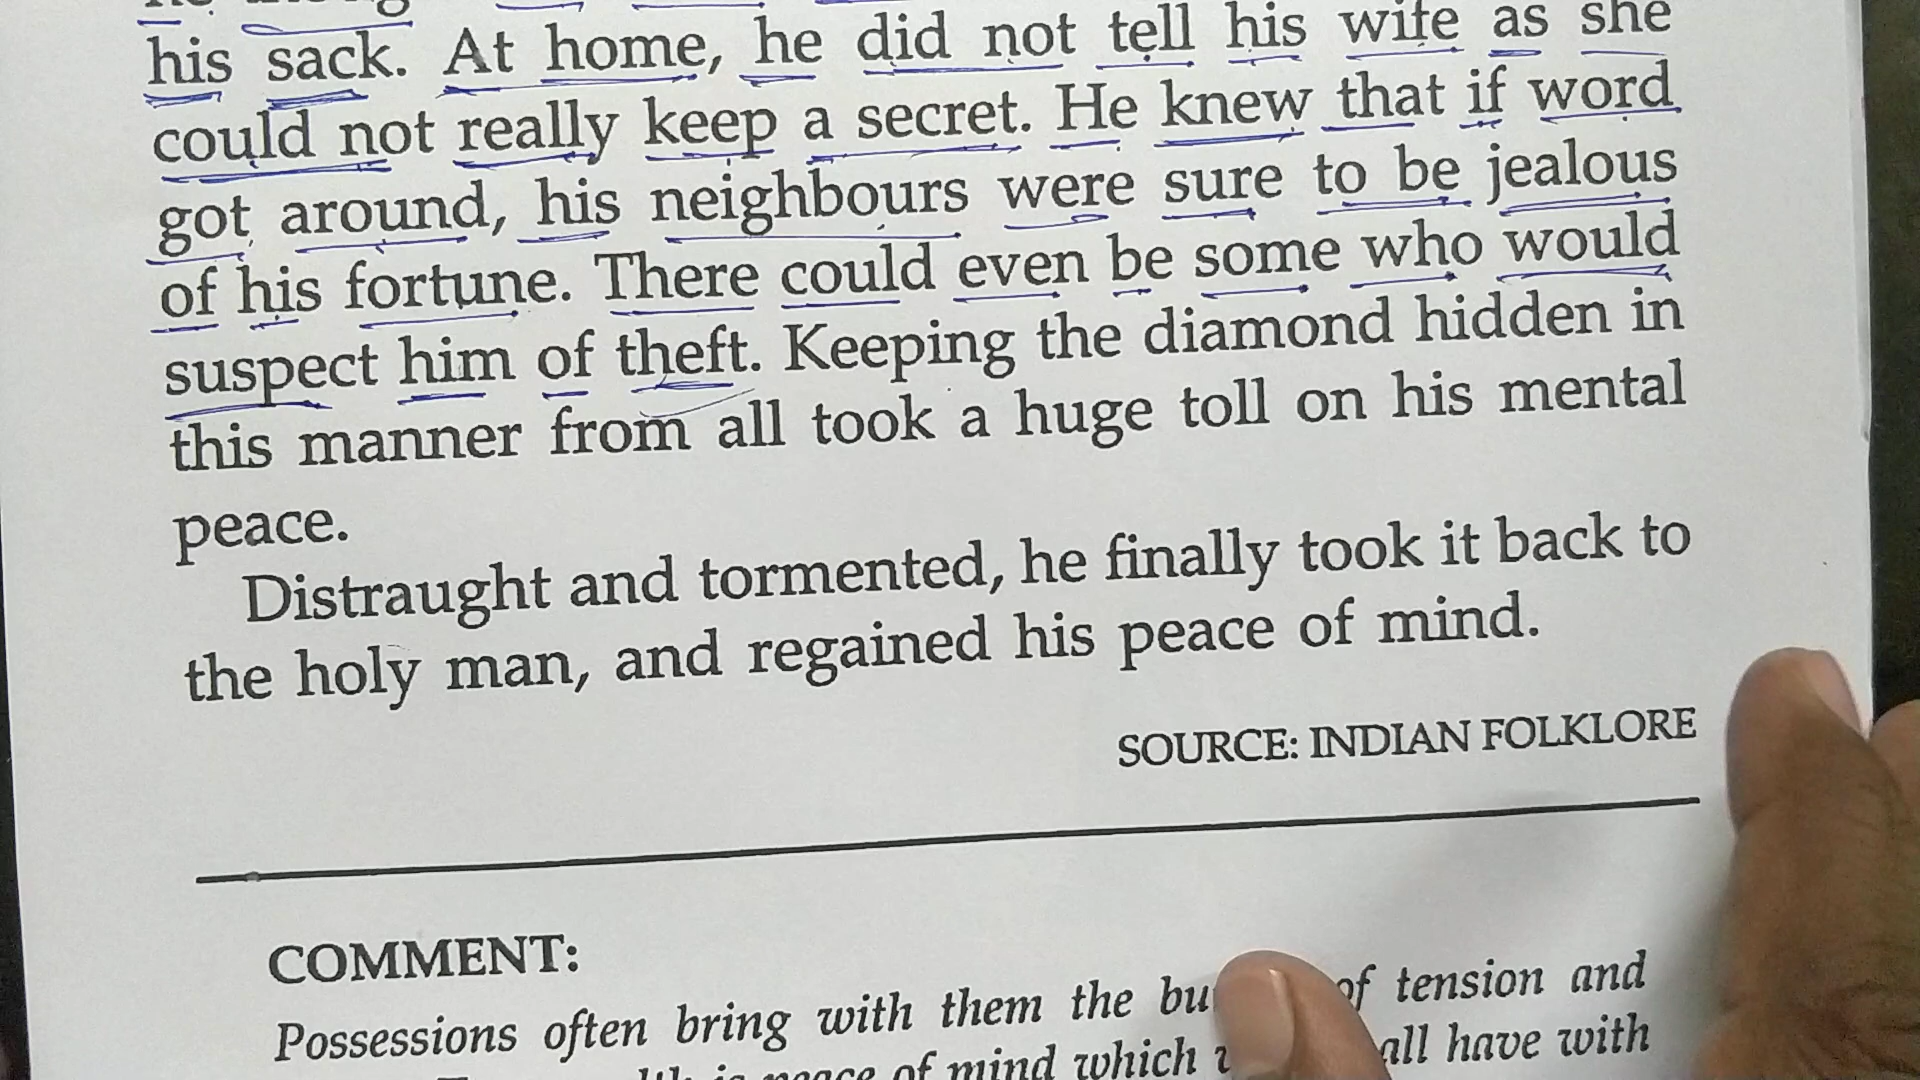 his sack. At home, he did not tell his wife as she
could not really keep a secret. He knew that if word
got around, his neighbours were sure to be jealous
of his fortune. There could even be some who would
suspect him of theft. Keeping the diamond hidden in
this manner from all took a huge toll on his mental
peace.
Distraught and tormented, he finally took it back to
the holy man, and regained his peace of mind.
SOURCE: INDIAN FOLKLORE
COMMENT:
Possessions often bring with them the of tension and
is peace of mind which all have with